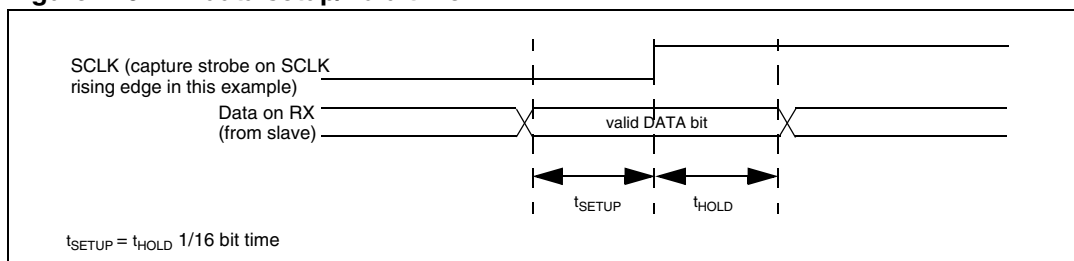 SCLK (capture strobe on SCLK
rising edge in this example)
Data on RX
(from slave)
valid DATA bit
tSETUP
tHOLD
tSETUP = tHOLD 1/16 bit time